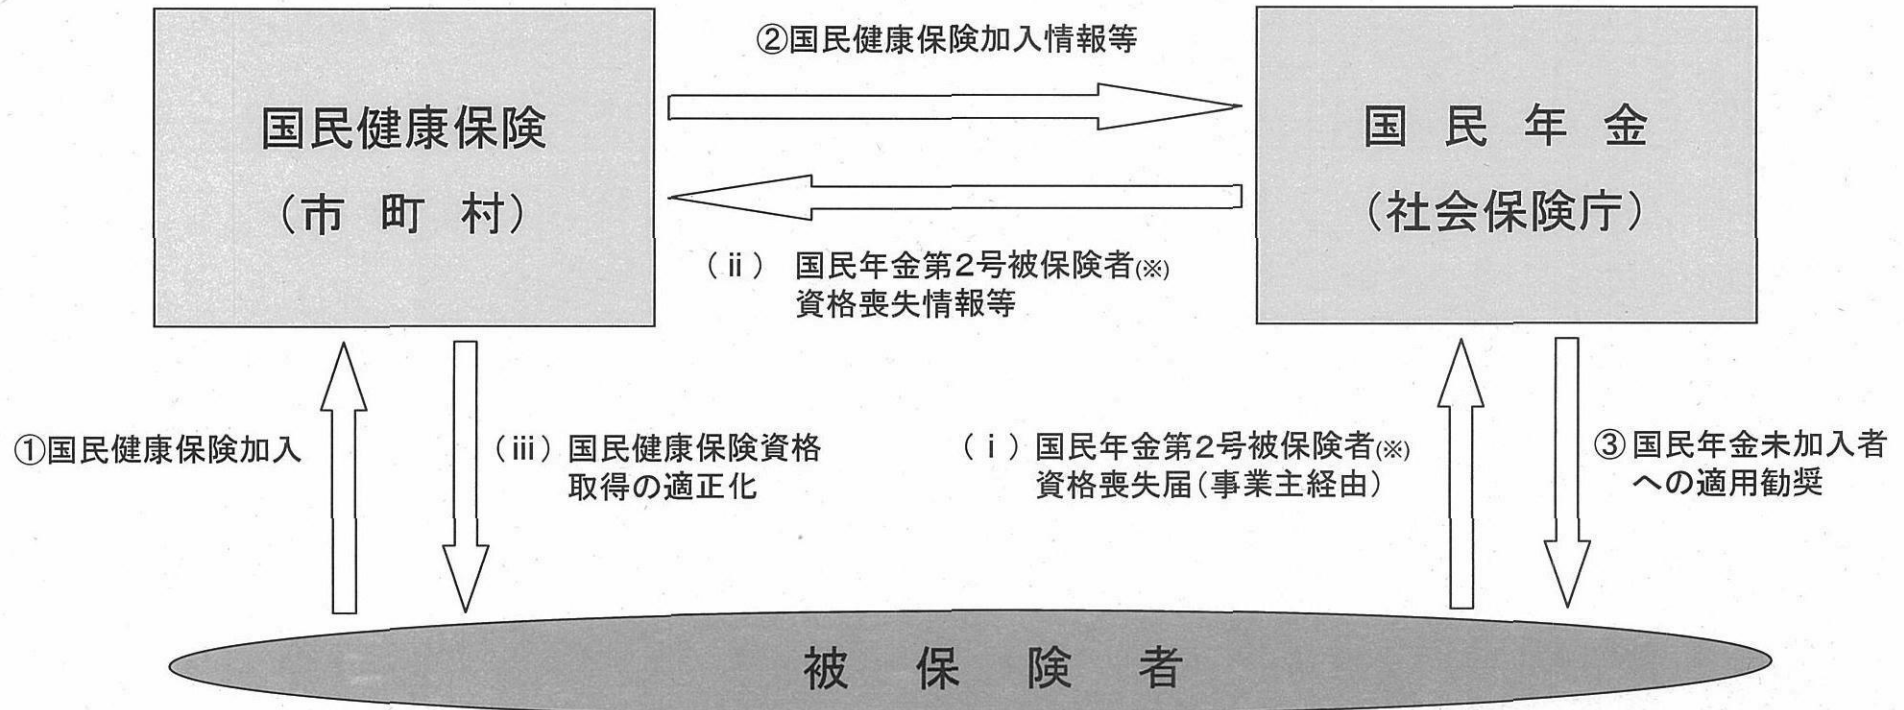 ②国民健康保険加入情報等
国民健康保険
(市 町 村)
国 民 年 金
(社会保険庁)
(ⅱ) 国民年金第2号被保険者(※)
資格喪失情報等
①国民健康保険加入
(ⅲ) 国民健康保険資格
取得の適正化
(ⅰ) 国民年金第2号被保険者(※)
資格喪失届(事業主経由)
③国民年金未加入者
への適用勧奨
被 保 険 者